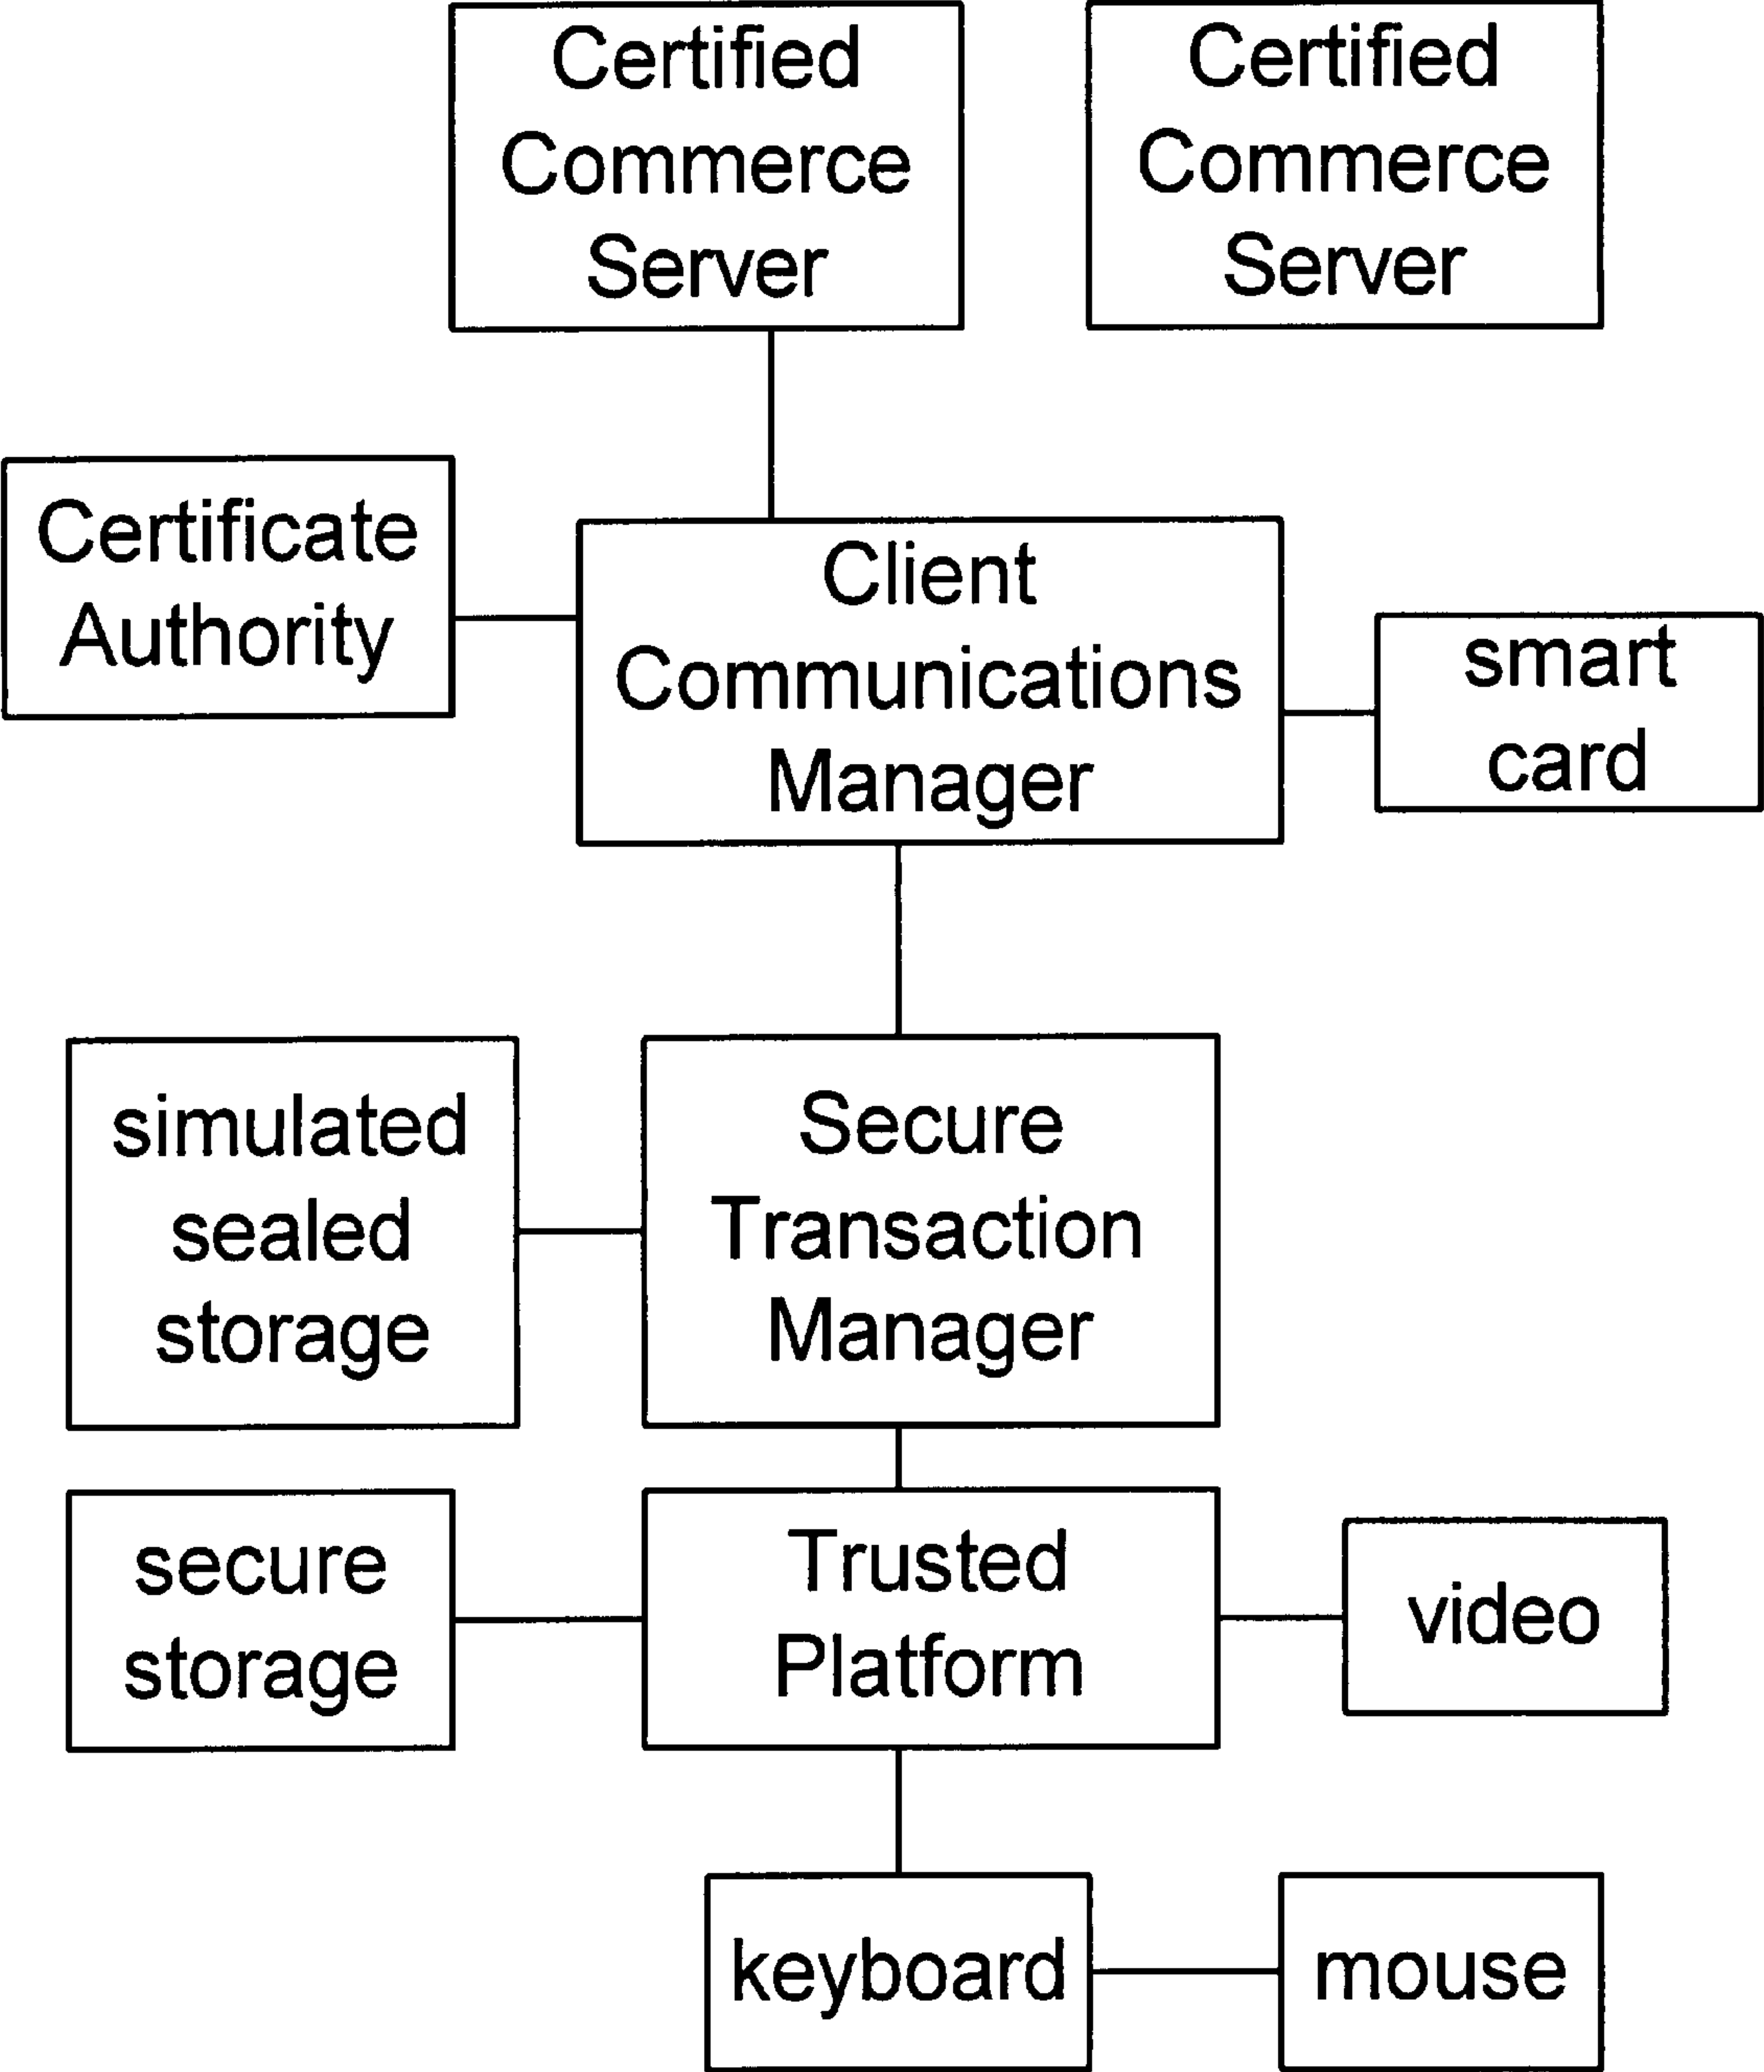 Certified
Commerce
Server
Certified
Commerce
Server
Certificate
Authority
Client
Communications
Manager
smart
card
simulated
sealed
storage
Secure
Transaction
Manager
secure
storage
Trusted
Platform
video
keyboard
mouse